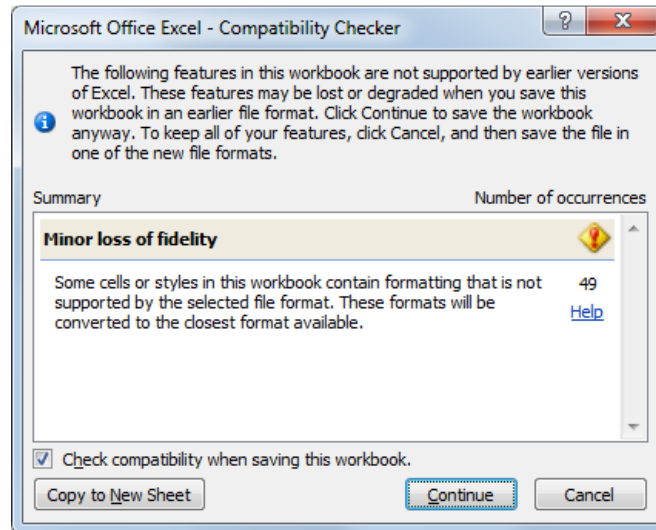 Microsoft Office Excel - Compatibility Checker
The following features in this workbook are not supported by earlier versions
of Excel. These features may be lost or degraded when you save this
workbook in an earlier file format. Click Continue to save the workbook
anyway. To keep all of your features, click Cancel, and then save the file in
one of the new file formats.
Summary Number of occurrences
Minor loss of fidelity
Some cells or styles in this workbook contain formatting that is not 49
supported by the selected file format. These formats will be Help
converted to the closest format available.
Check compatibility when saving this workbook.
Copy to New Sheet Continue Cancel